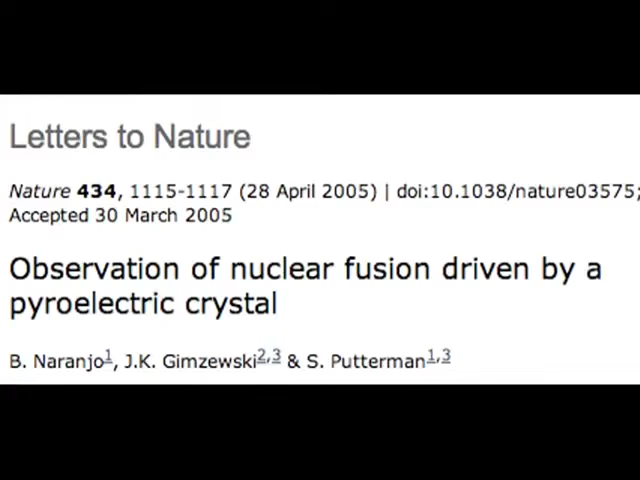 Letters to Nature
Nature 434, 1115-1117 (28 April 2005) | doi:10.1038/nature03575;
Accepted 30 March 2005
Observation of nuclear fusion driven by a
pyroelectric crystal
B. Naranjo1, J.K. Gimzewski2,3 & S. Putterman1,3